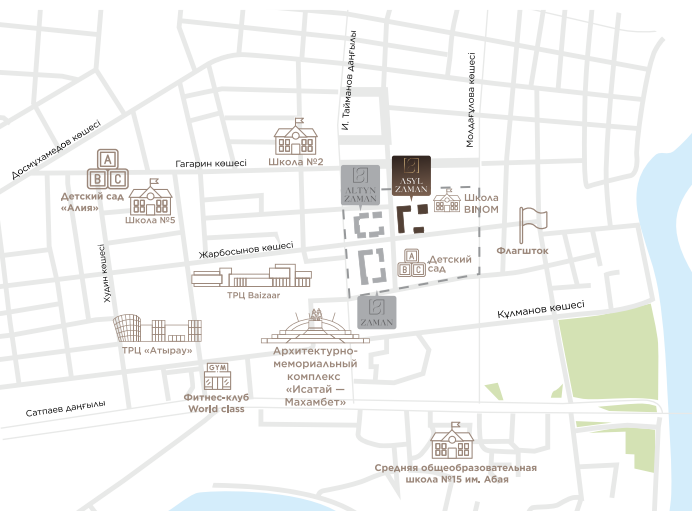 И. Тайманов даңғылы
Молдағұлова көшесі
Досмухамедов көшесі
Гагарин көшесі
Школа №2
A
B C
Детский сад
«Алия»
Школа №5
ALTYN
ZAMAN
ASYL
ZAMAN
Школа
BINOM
Флагшток
Жарбосынов көшесі
Худин көшесі
A
B C
Детский
сад
ТРЦ Baizaar
ZAMAN
Құлманов көшесі
ТРЦ «Атырау»
Архитектурно-
мемориальный
комплекс
«Исатай —
Махамбет»
GYM
Фитнес-клуб
World class
Сатпаев даңғылы
Средняя общеобразовательная
школа №15 им. Абая